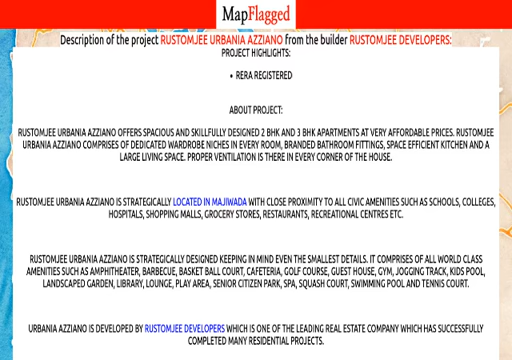 MapFlagged
Description of the project RUSTOMJEE URBANIA AZZIANO from the builder RUSTOMJEE DEVELOPERS:
PROJECT HIGHLIGHTS:
• RERA REGISTERED
ABOUT PROJECT:
RUSTOMJEE URBANIA AZZIANO OFFERS SPACIOUS AND SKILLFULLY DESIGNED 2 BHK AND 3 BHK APARTMENTS AT VERY AFFORDABLE PRICES. RUSTOMJEE
URBANIA AZZIANO COMPRISES OF DEDICATED WARDROBE NICHES IN EVERY ROOM, BRANDED BATHROOM FITTINGS, SPACE EFFICIENT KITCHEN AND A
LARGE LIVING SPACE. PROPER VENTILATION IS THERE IN EVERY CORNER OF THE HOUSE.
RUSTOMJEE URBANIA AZZIANO IS STRATEGICALLY LOCATED IN MAJIWADA WITH CLOSE PROXIMITY TO ALL CIVIC AMENITIES SUCH AS SCHOOLS, COLLEGES,
HOSPITALS, SHOPPING MALLS, GROCERY STORES, RESTAURANTS, RECREATIONAL CENTRES ETC.
RUSTOMJEE URBANIA AZZIANO IS STRATEGICALLY DESIGNED KEEPING IN MIND EVEN THE SMALLEST DETAILS. IT COMPRISES OF ALL WORLD CLASS
AMENITIES SUCH AS AMPHITHEATER, BARBECUE, BASKET BALL COURT, CAFETERIA, GOLF COURSE, GUEST HOUSE, GYM, JOGGING TRACK, KIDS POOL,
LANDSCAPED GARDEN, LIBRARY, LOUNGE, PLAY AREA, SENIOR CITIZEN PARK, SPA, SQUASH COURT, SWIMMING POOL AND TENNIS COURT.
URBANIA AZZIANO IS DEVELOPED BY RUSTOMJEE DEVELOPERS WHICH IS ONE OF THE LEADING REAL ESTATE COMPANY WHICH HAS SUCCESSFULLY
COMPLETED MANY RESIDENTIAL PROJECTS.